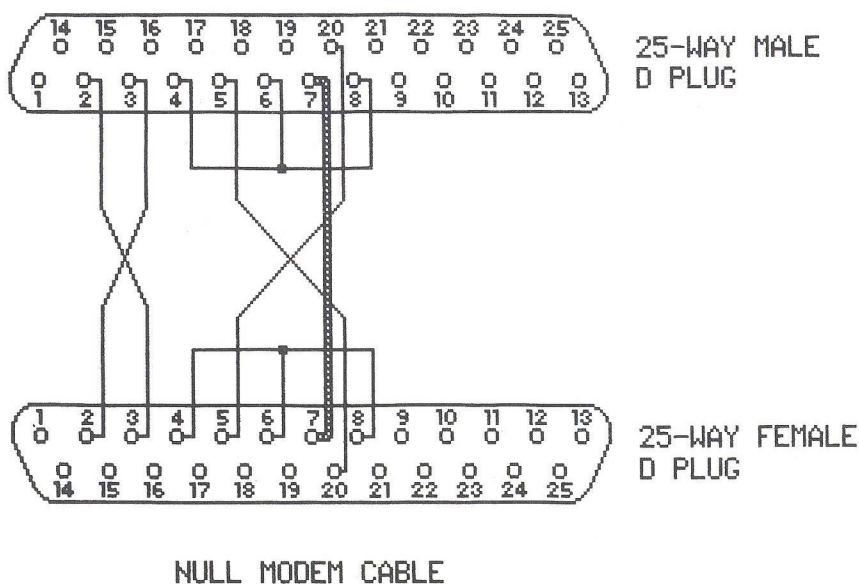 14 15 16 17 18 19 20 21 22 23 24 25
1 2 3 4 5 6 7 8 9 10 11 12 13
25-WAY MALE
D PLUG
1 2 3 4 5 6 7 8 9 10 11 12 13
14 15 16 17 18 19 20 21 22 23 24 25
25-WAY FEMALE
D PLUG
NULL MODEM CABLE